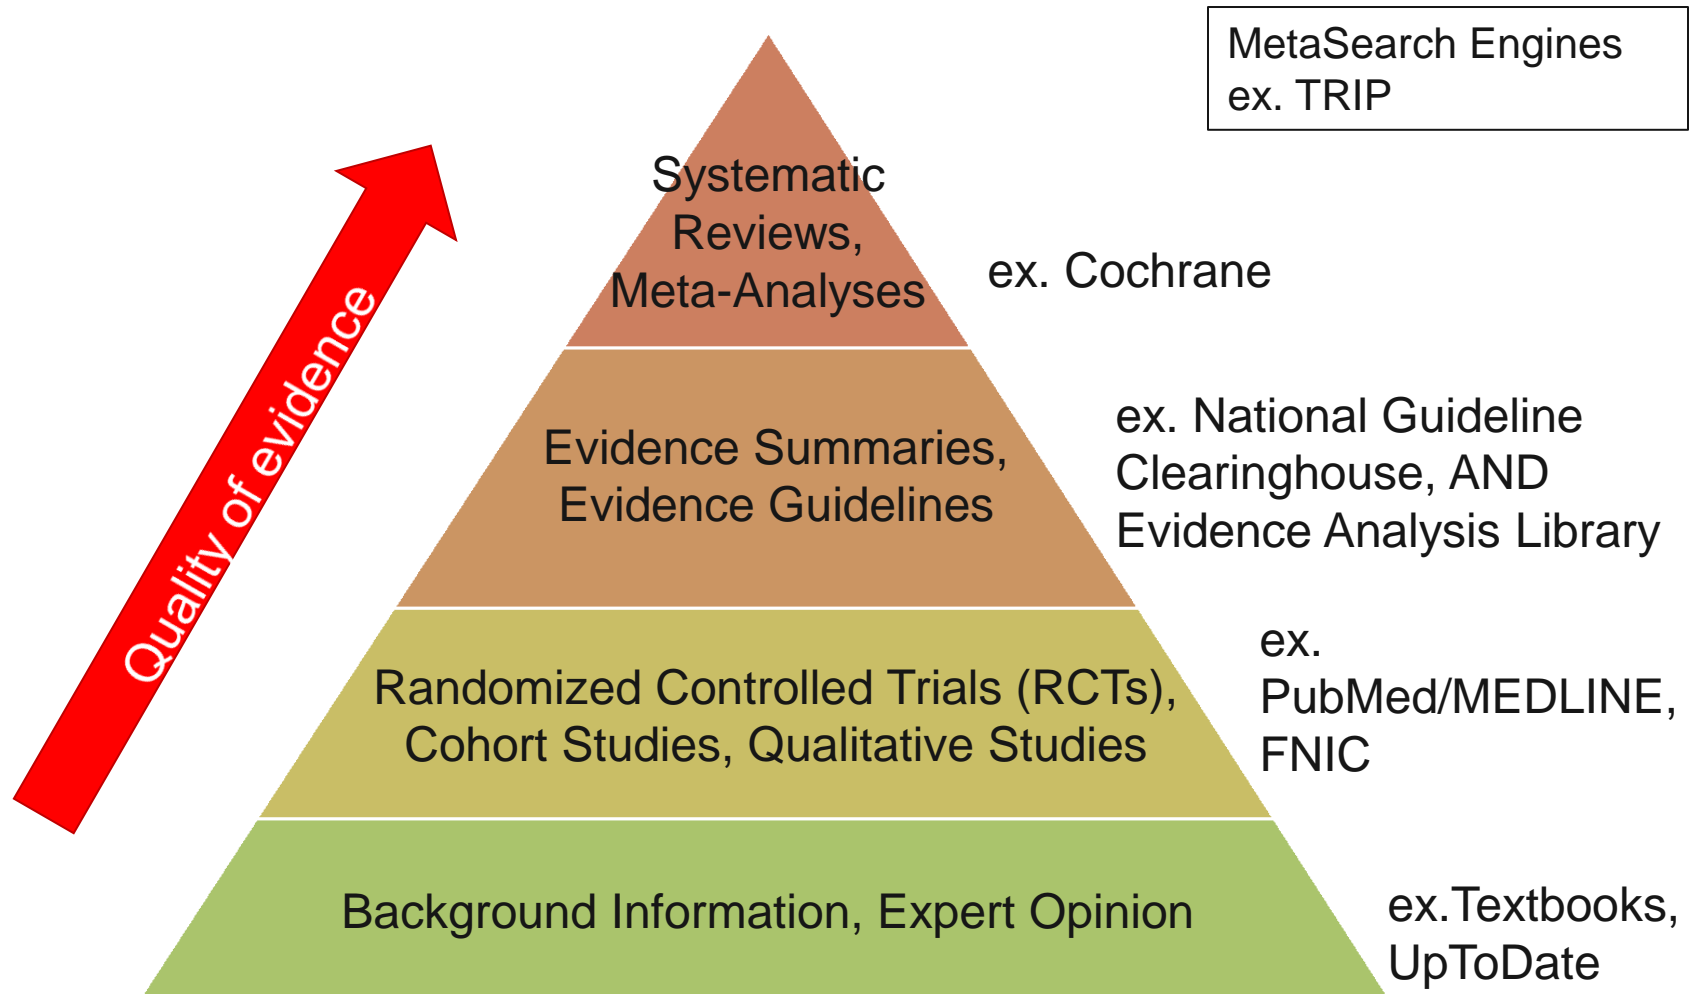 MetaSearch Engines
ex. TRIP
Systematic
Reviews,
Meta-Analyses
ex. Cochrane
Quality of evidence
Evidence Summaries,
Evidence Guidelines
ex. National Guideline
Clearinghouse, AND
Evidence Analysis Library
Randomized Controlled Trials (RCTs),
Cohort Studies, Qualitative Studies
ex.
PubMed/MEDLINE,
FNIC
Background Information, Expert Opinion
ex.Textbooks,
UpToDate